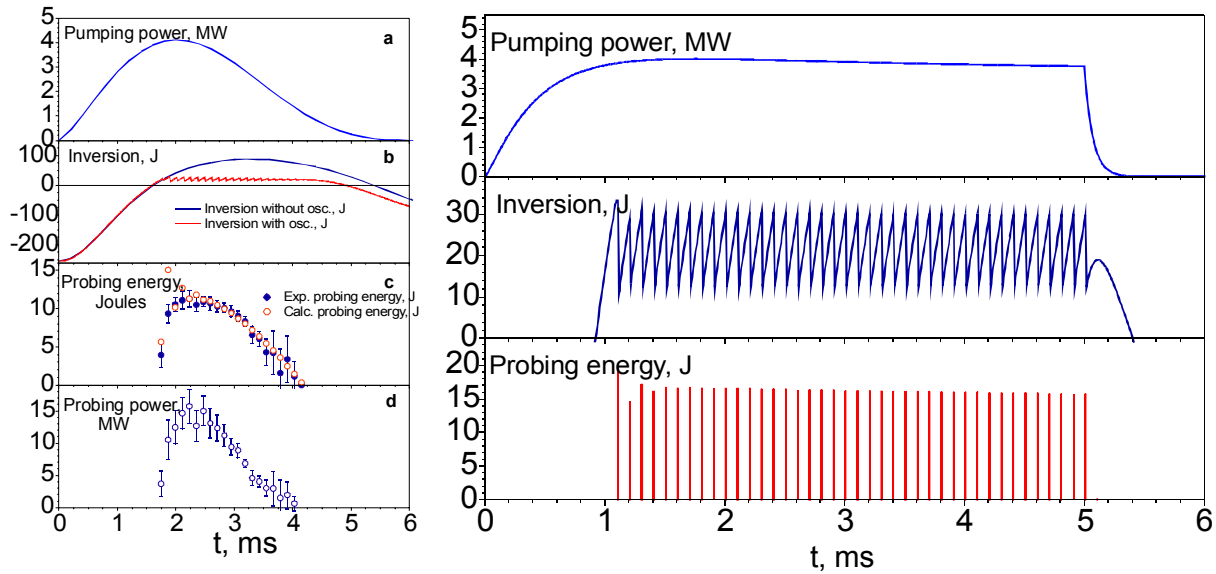 5
4
3
2
1
0
Pumping power, MW
a
100
0
-100
-200
Inversion, J
b
Inversion without osc., J
Inversion with osc., J
15
10
5
0
Probing energy,
Joules
c
Exp. probing energy, J
Calc. probing energy, J
15
10
5
0
Probing power,
MW
d
0 1 2 3 4 5 6
t, ms
5
4
3
2
1
0
Pumping power, MW
30
20
10
0
Inversion, J
20
15
10
5
0
Probing energy, J
0 1 2 3 4 5 6
t, ms